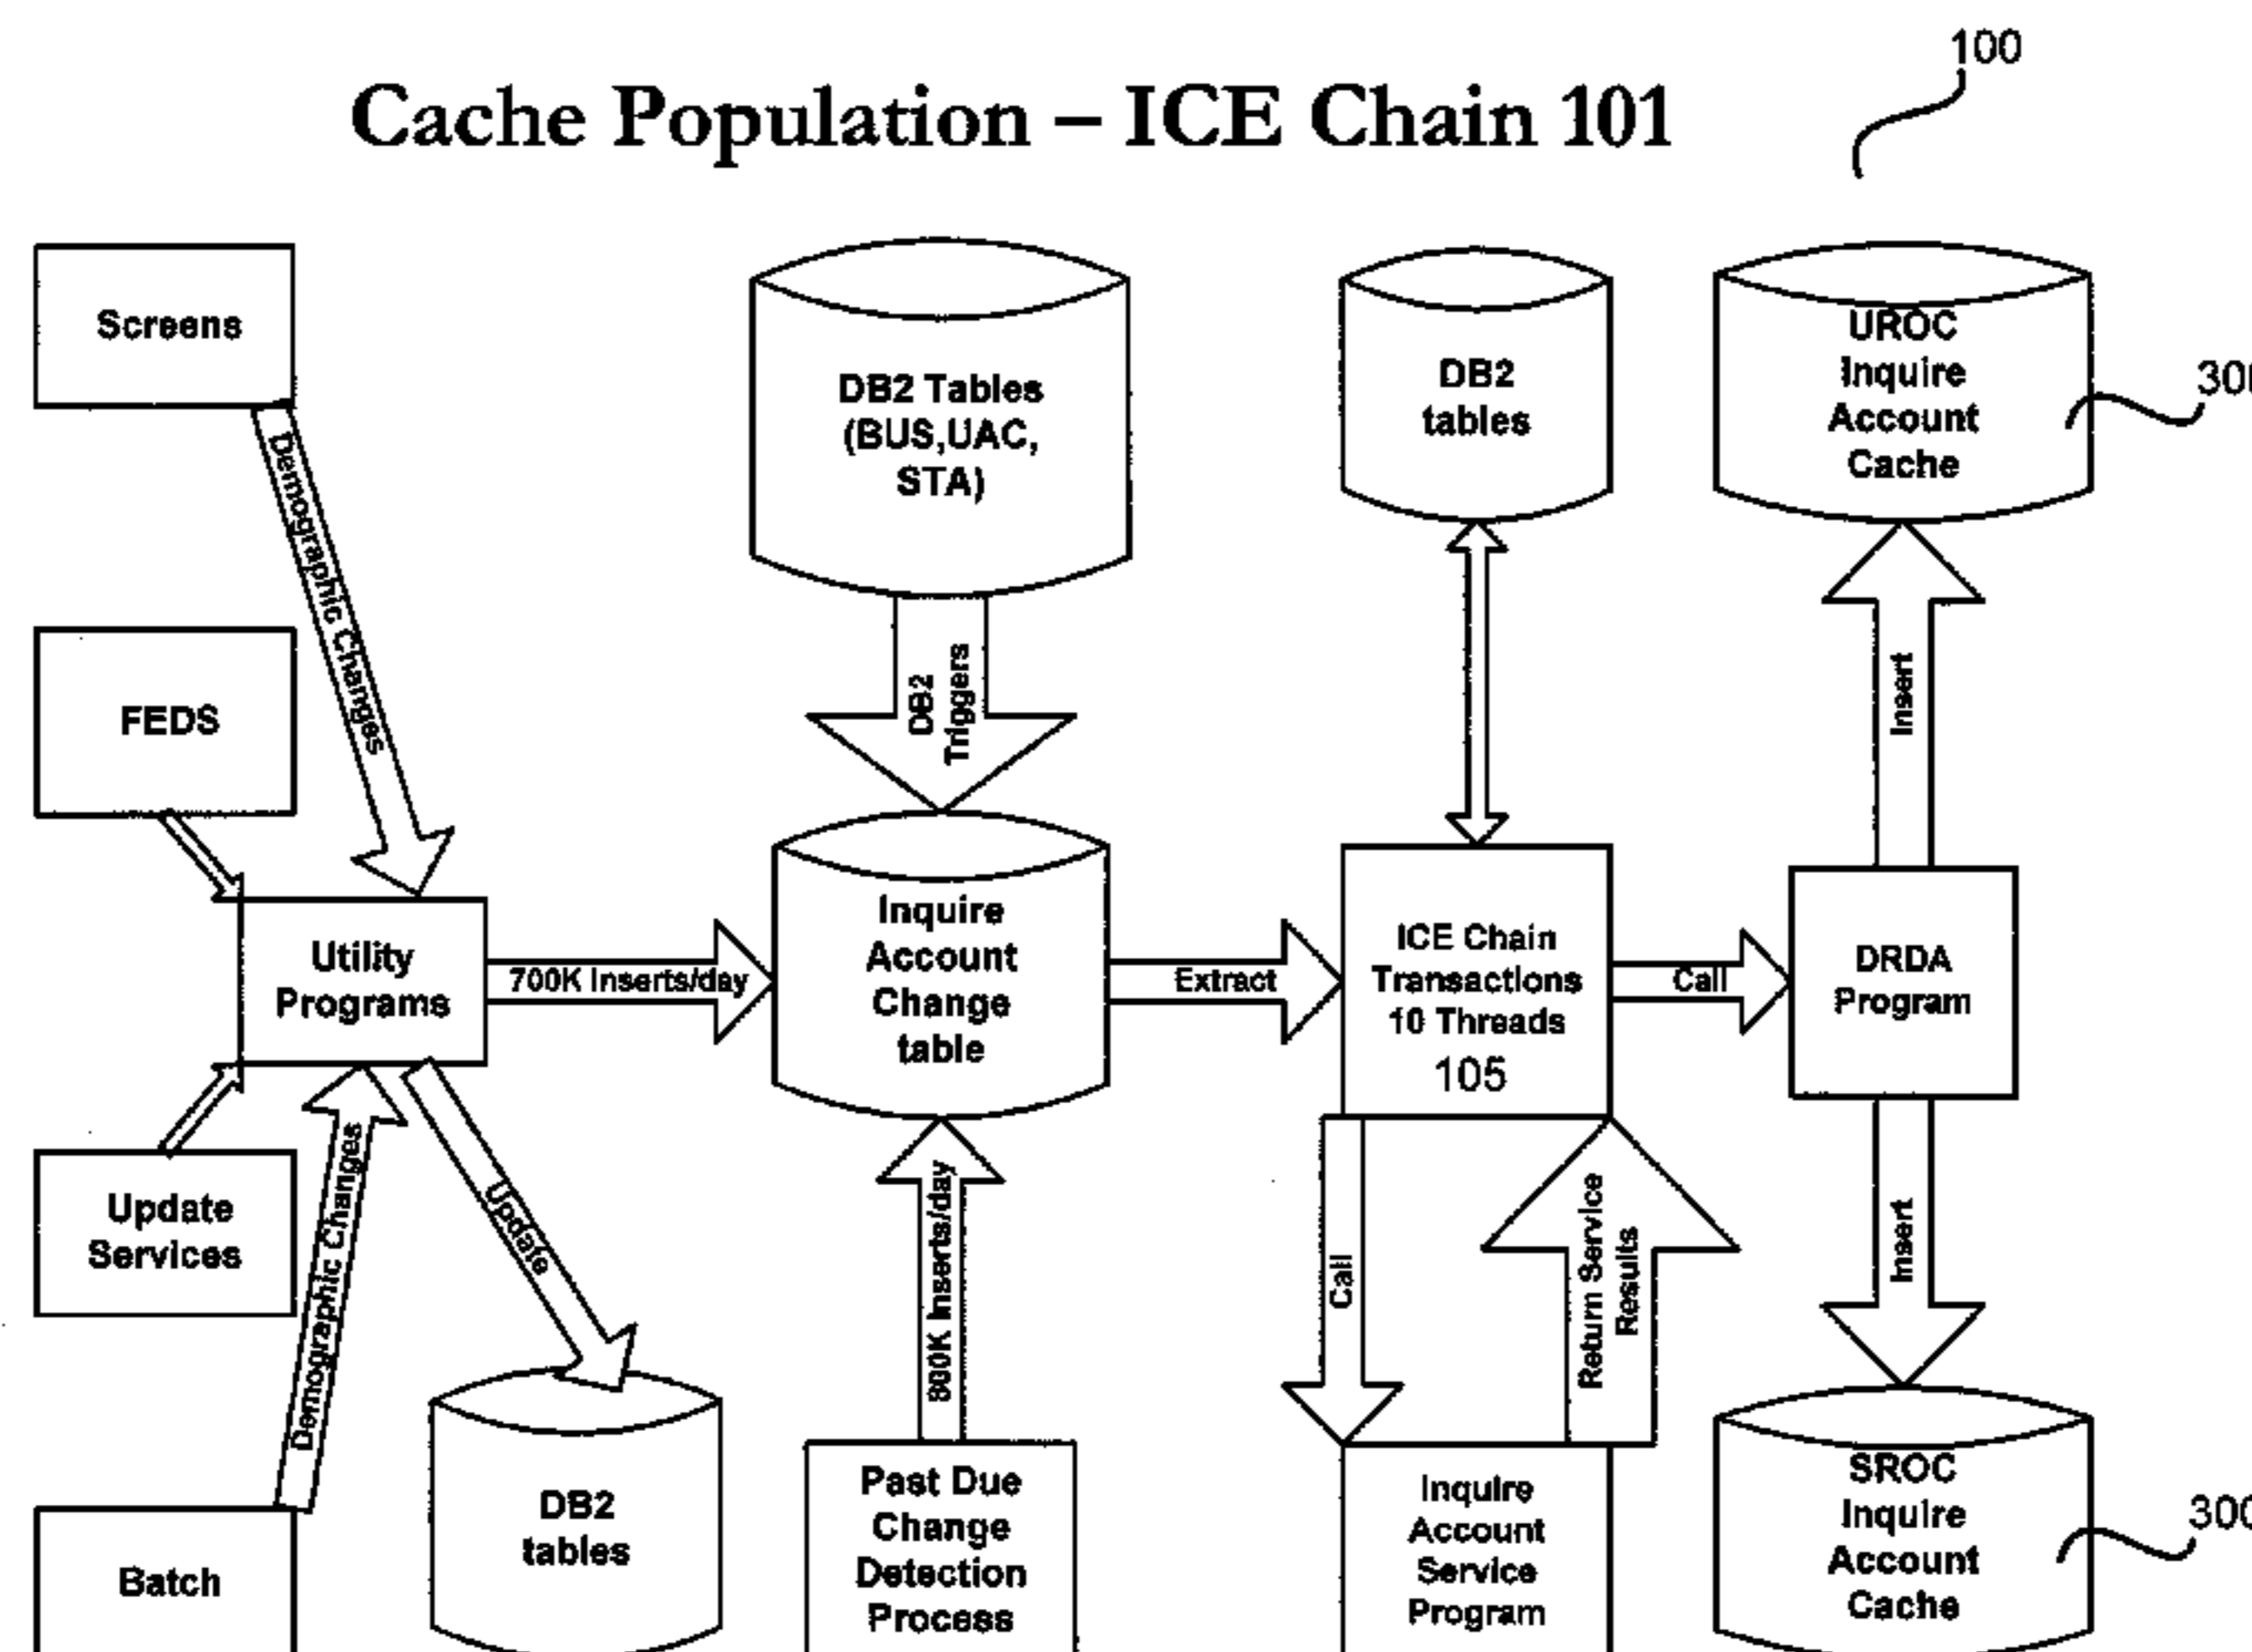 100
Cache Population – ICE Chain 101
Screens
Demographic Changes
FEDS
Utility
Programs
Update
Services
Demographic Changes
Batch
Update
DB2
tables
700K Inserts/day
DB2 Tables
(BUS,UAC,
STA)
DB2
Triggers
Inquire
Account
Change
table
Past Due
Change
Detection
Process
Extract
DB2
tables
ICE Chain
Transactions
10 Threads
105
Call
Return Service
Results
Inquire
Account
Service
Program
Call
DRDA
Program
Insert
UROC
Inquire
Account
Cache
Insert
SROC
Inquire
Account
Cache
300
Inserts/day